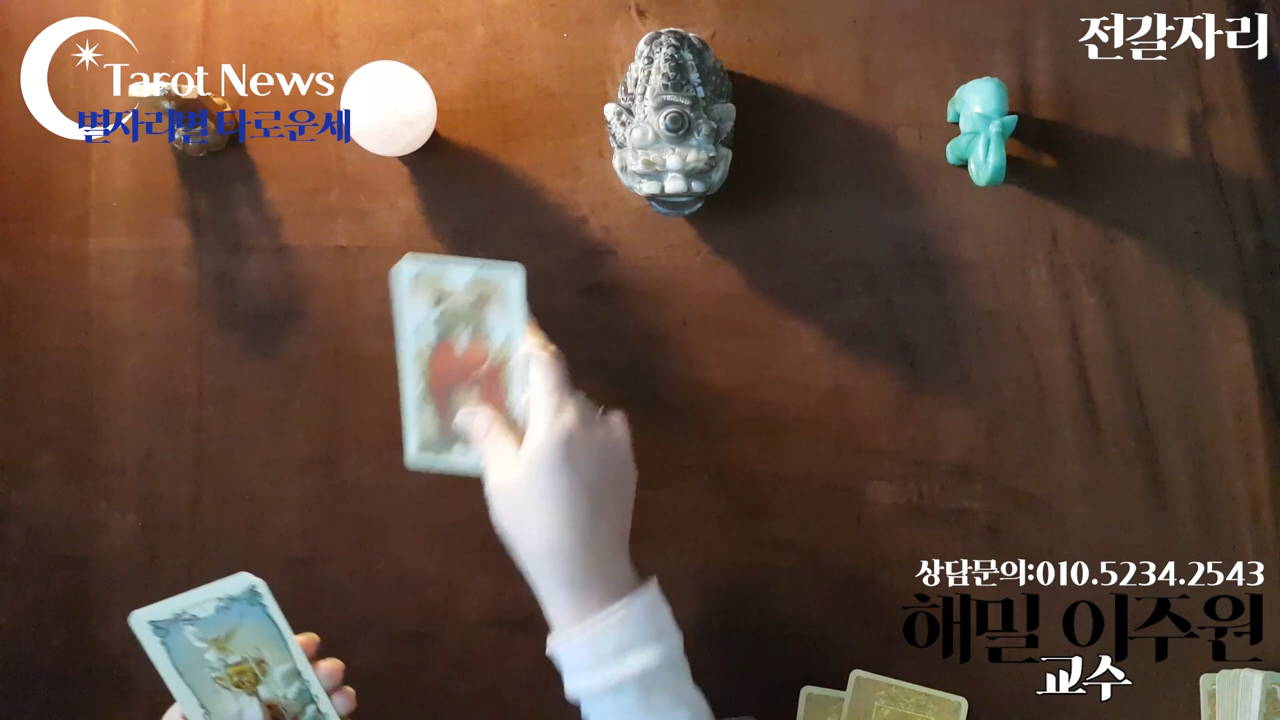 전갈자리
Tarot News
별자리별 타로운세
상담문의:010.5234.2543
해밀 이주원
교수